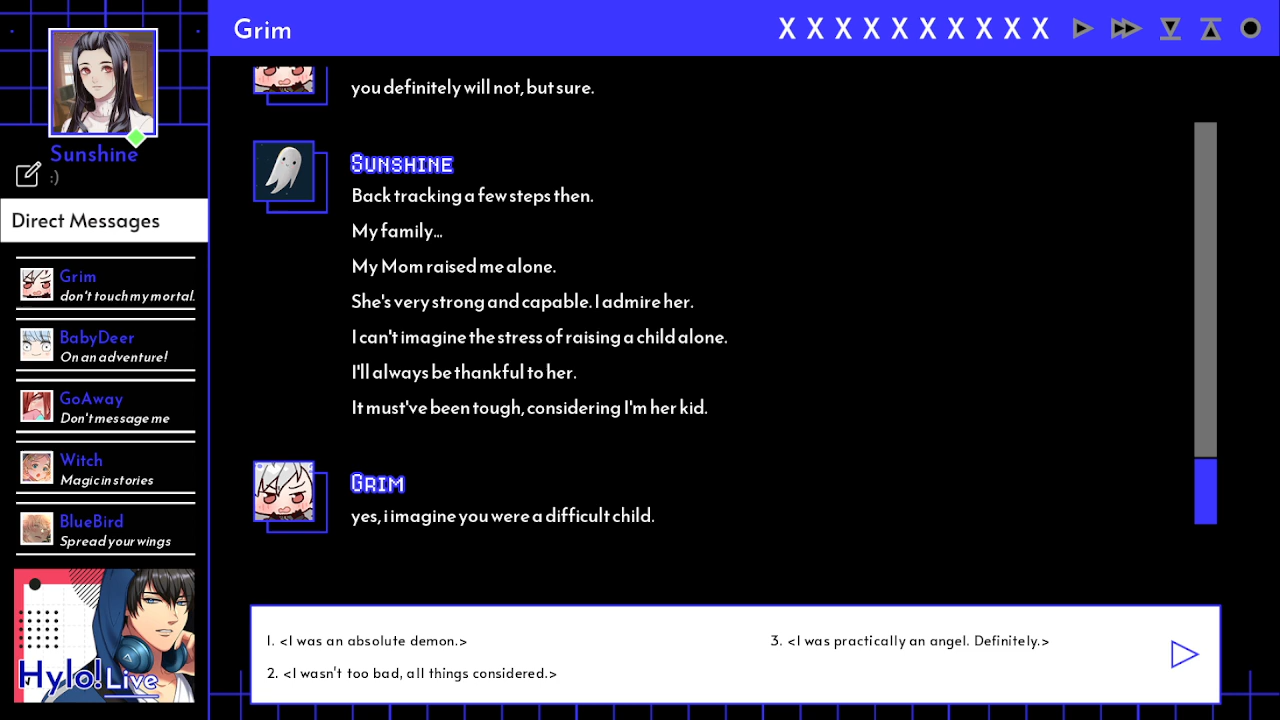 Grim
X X X X X X X X X X
Sunshine
:)
Direct Messages
Grim
don't touch my mortal.
BabyDeer
On an adventure!
GoAway
Don't message me
Witch
Magic in stories
BlueBird
Spread your wings
Hylo! Live
you definitely will not, but sure.
Sunshine
Back tracking a few steps then.
My family...
My Mom raised me alone.
She's very strong and capable. I admire her.
I can't imagine the stress of raising a child alone.
I'll always be thankful to her.
It must've been tough, considering I'm her kid.
Grim
yes, i imagine you were a difficult child.
1. <I was an absolute demon.>
2. <I wasn't too bad, all things considered.>
3. <I was practically an angel. Definitely.>